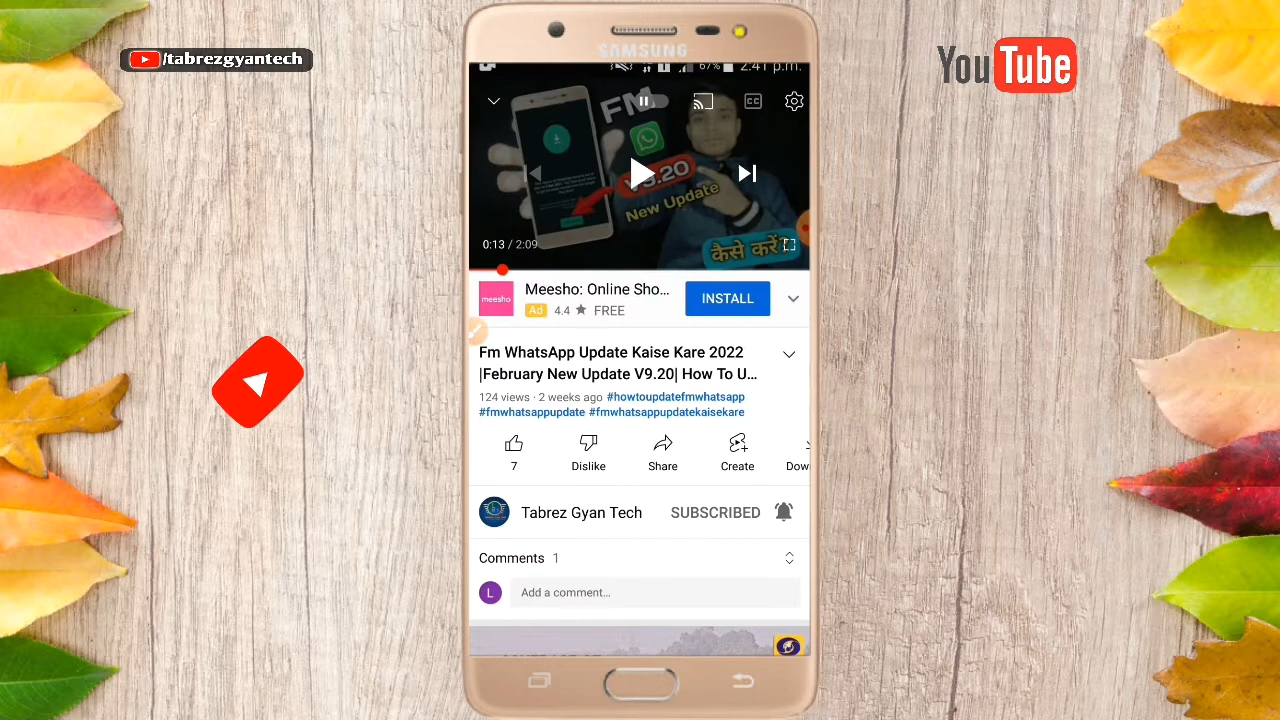 /tabrezgyantech
YouTube
SAMSUNG
67% 2:41 p.m.
FM
CC
V9.20
New Update
कैसे करें
0:13 / 2:09
meesho
Meesho: Online Sho...
Ad 4.4 ★ FREE
INSTALL
Fm WhatsApp Update Kaise Kare 2022
|February New Update V9.20| How To U...
124 views · 2 weeks ago #howtoupdatefmwhatsapp
#fmwhatsappupdate #fmwhatsappupdatekaisekare
7 Dislike Share Create Dow
Tabrez Gyan Tech SUBSCRIBED
Comments 1
L Add a comment...